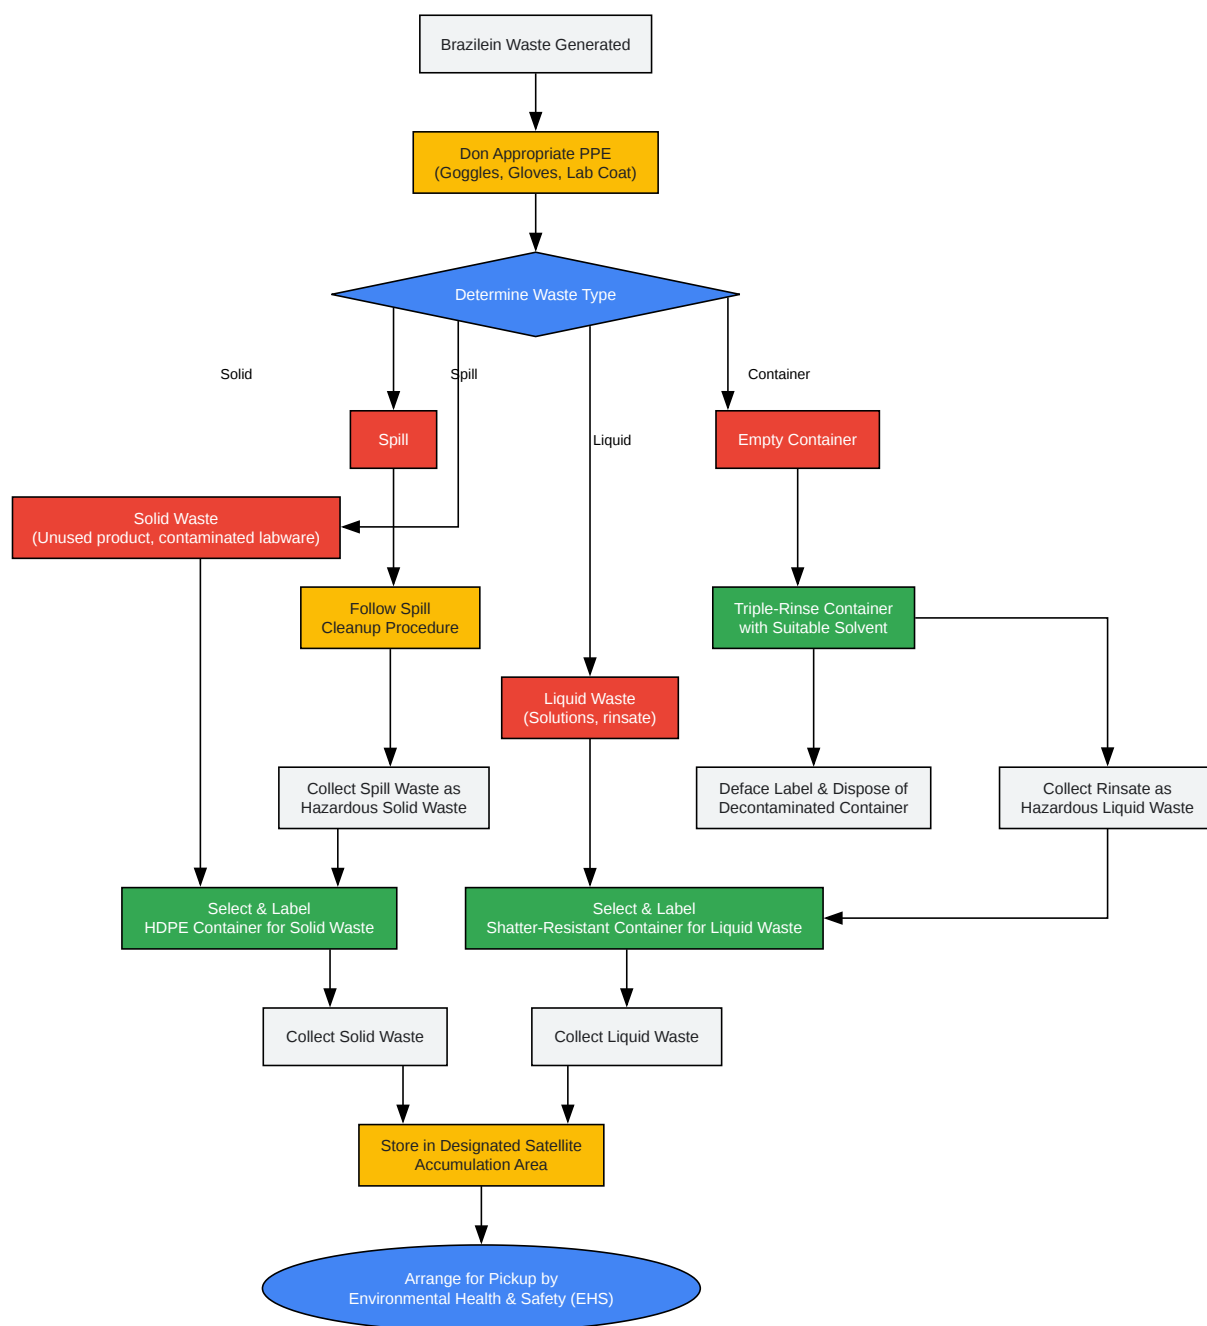 Brazilein Waste Generated
Don Appropriate PPE
(Goggles, Gloves, Lab Coat)
Determine Waste Type
Solid
Spill
Container
Spill
Liquid
Empty Container
Solid Waste
(Unused product, contaminated labware)
Follow Spill
Cleanup Procedure
Triple-Rinse Container
with Suitable Solvent
Liquid Waste
(Solutions, rinsate)
Collect Spill Waste as
Hazardous Solid Waste
Deface Label & Dispose of
Decontaminated Container
Collect Rinsate as
Hazardous Liquid Waste
Select & Label
HDPE Container for Solid Waste
Select & Label
Shatter-Resistant Container for Liquid Waste
Collect Solid Waste
Collect Liquid Waste
Store in Designated Satellite
Accumulation Area
Arrange for Pickup by
Environmental Health & Safety (EHS)